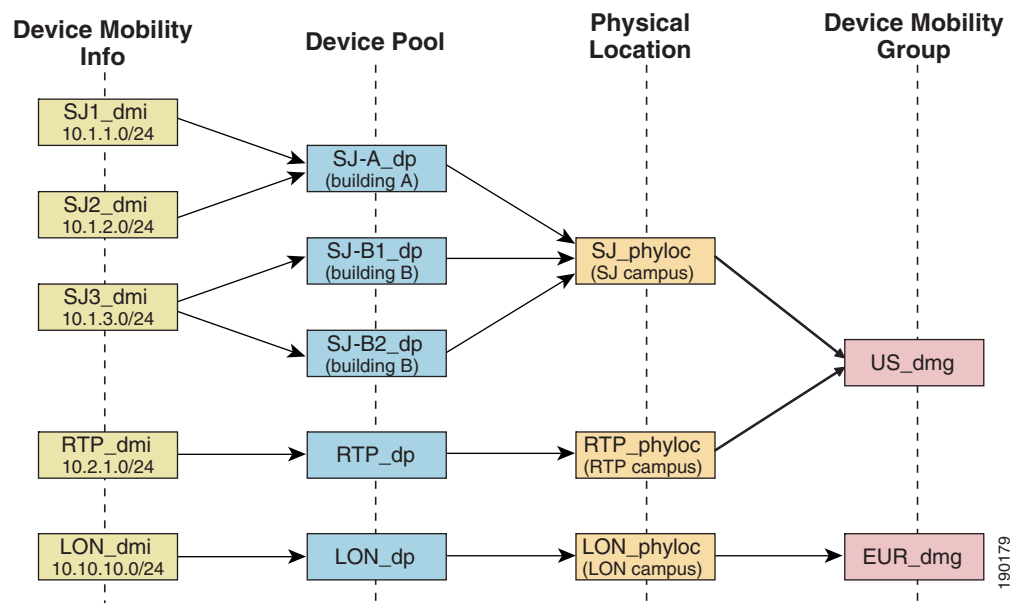 Device Mobility
Info
Device Pool
Physical
Location
Device Mobility
Group
SJ1_dmi
10.1.1.0/24
SJ2_dmi
10.1.2.0/24
SJ3_dmi
10.1.3.0/24
RTP_dmi
10.2.1.0/24
LON_dmi
10.10.10.0/24
SJ-A_dp
(building A)
SJ-B1_dp
(building B)
SJ-B2_dp
(building B)
RTP_dp
LON_dp
SJ_phyloc
(SJ campus)
RTP_phyloc
(RTP campus)
LON_phyloc
(LON campus)
US_dmg
EUR_dmg
190179